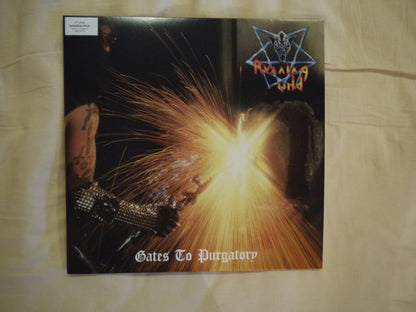 Running
Wild
Gates To Purgatory